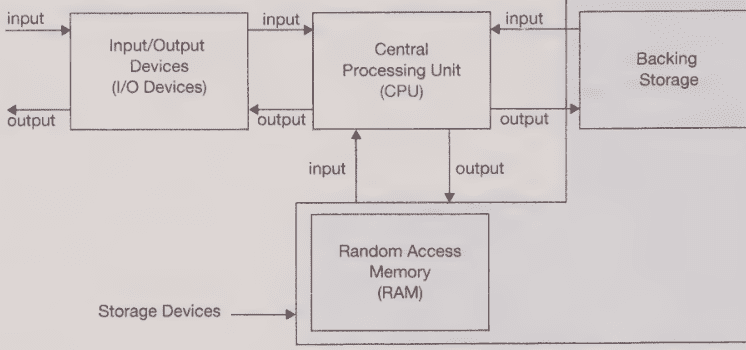 input
Input/Output
Devices
(I/O Devices)
output
input
output
Central
Processing Unit
(CPU)
input
output
Backing
Storage
input
output
Random Access
Memory
(RAM)
Storage Devices